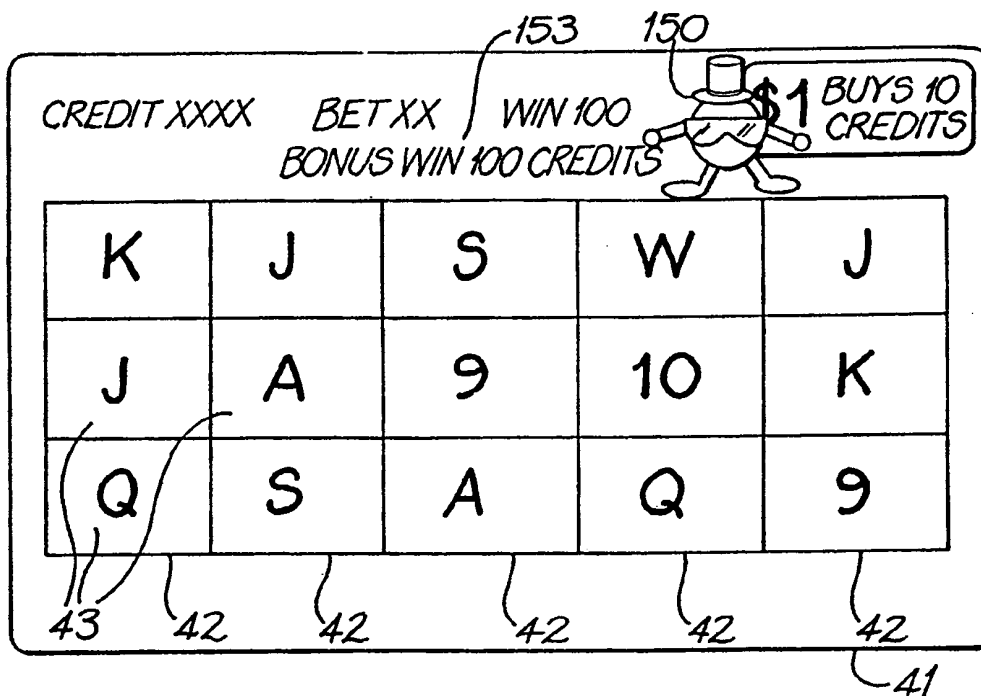 153 150
CREDIT XXXX BET XX WIN 100 $1 BUYS 10
CREDITS
BONUS WIN 100 CREDITS
K J S W J
J A 9 10 K
Q S A Q 9
43 42 42 42 42 42
41